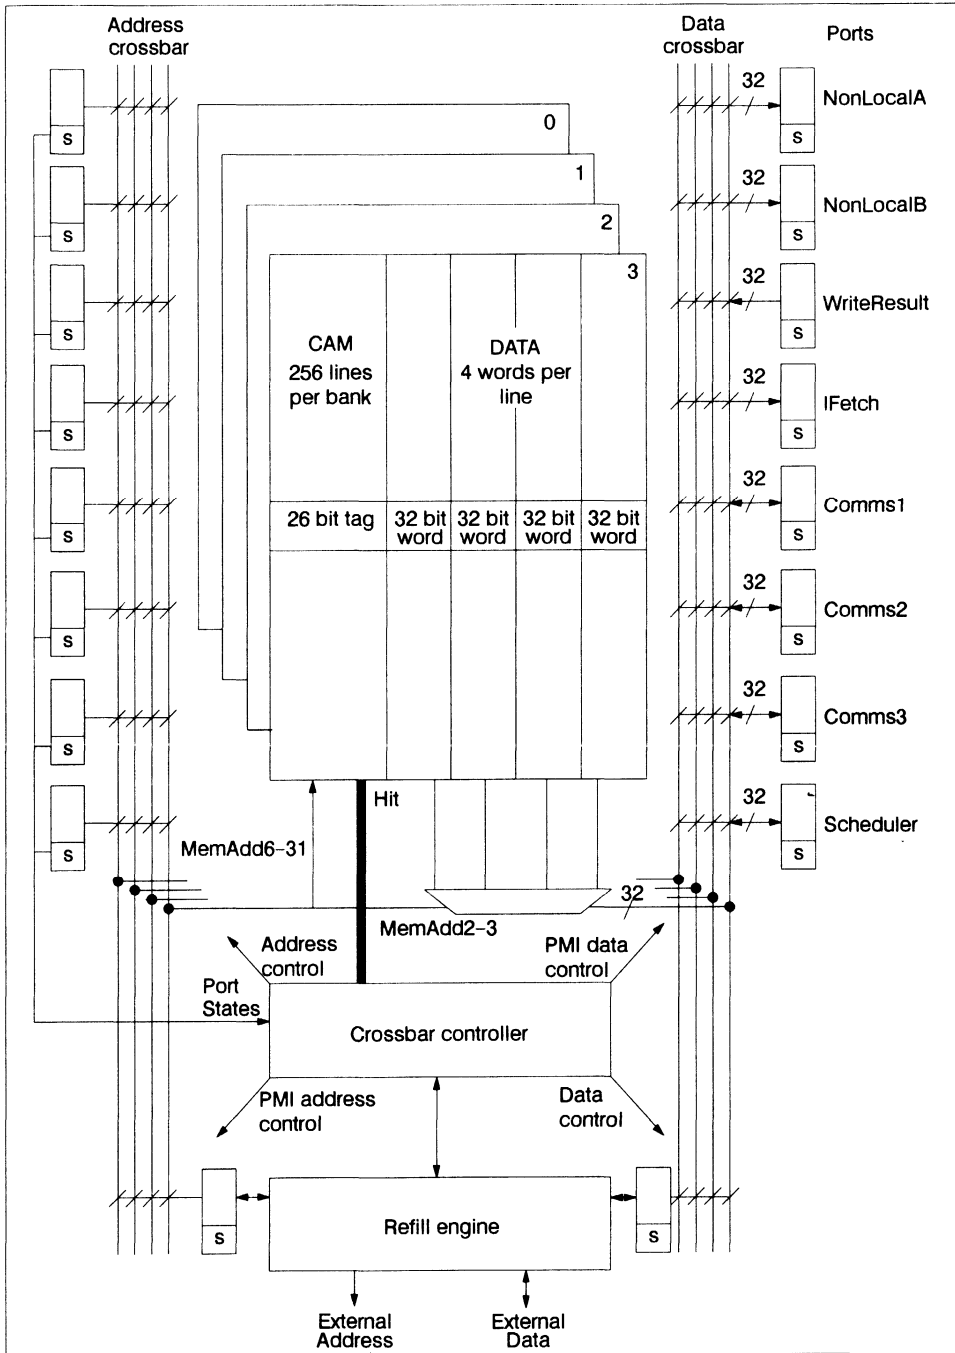 Address
crossbar
Data
crossbar
Ports
32
NonLocalA
S
S
0
1
32
NonLocalB
S
S
2
3
32
WriteResult
S
S
CAM
256 lines
per bank
DATA
4 words per
line
32
IFetch
S
S
32
Comms1
S
S
26 bit tag
32 bit
word
32 bit
word
32 bit
word
32 bit
word
32
Comms2
S
S
32
Comms3
S
S
Hit
32
Scheduler
S
S
MemAdd6-31
32
MemAdd2-3
Address
control
PMI data
control
Port
States
Crossbar controller
PMI address
control
Data
control
S
Refill engine
S
External
Address
External
Data